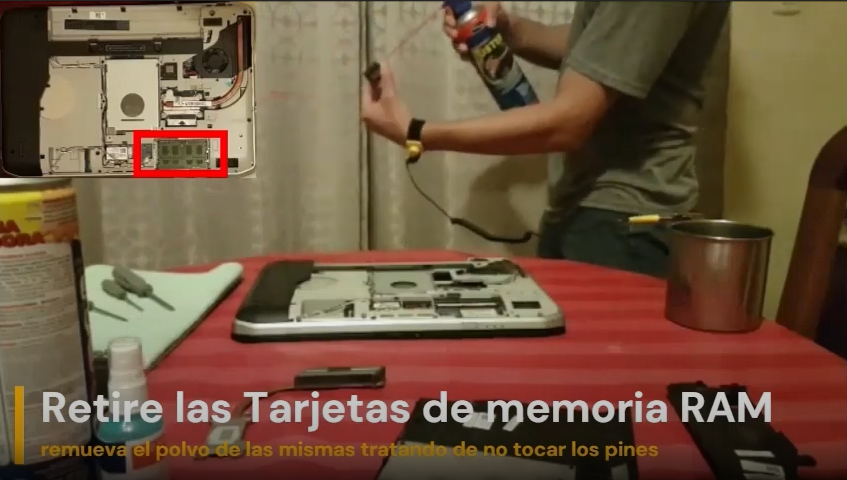 Retire las Tarjetas de memoria RAM
remueva el polvo de las mismas tratando de no tocar los pines